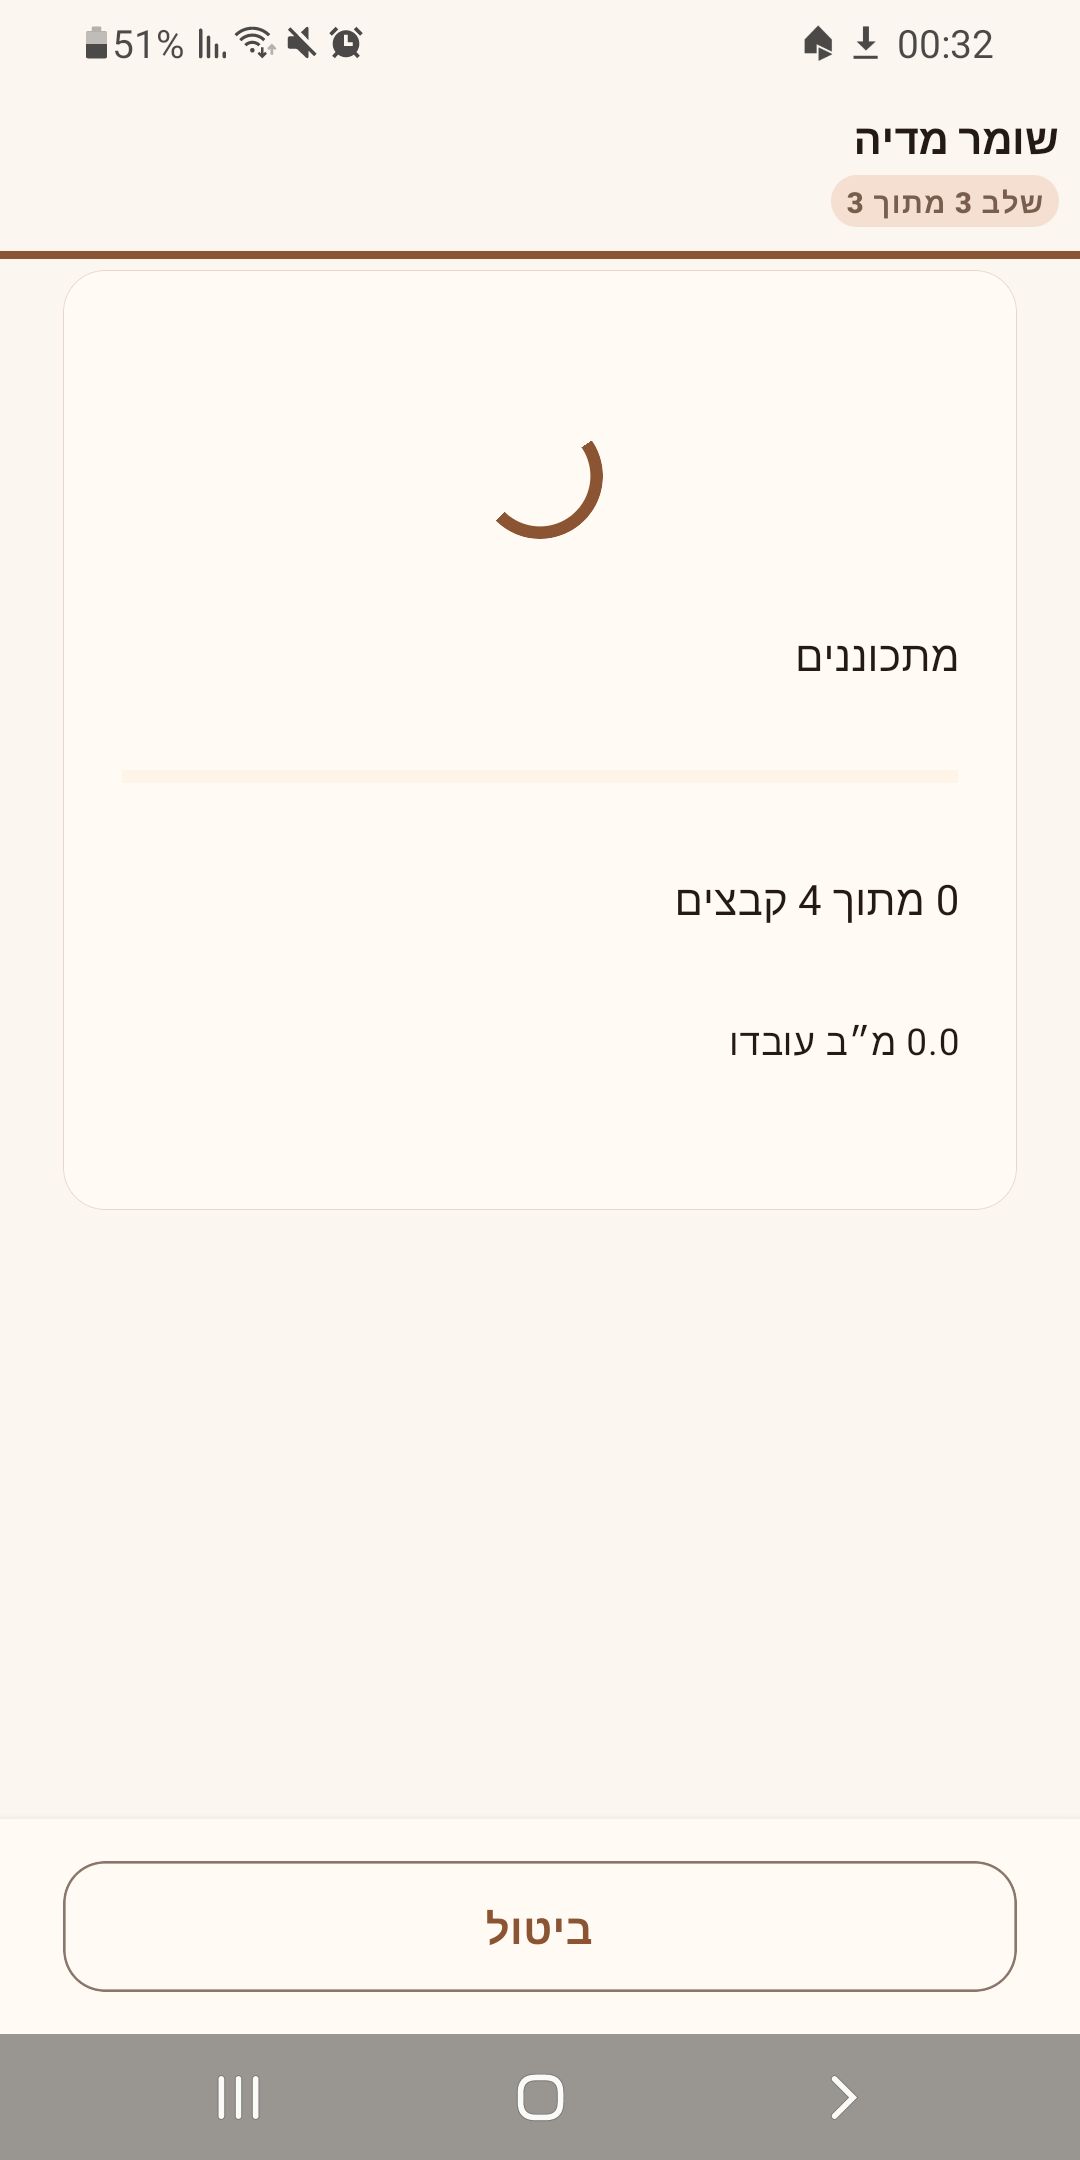 51%
00:32
שומר מדיה
שלב 3 מתוך 3
מתכוננים
0 מתוך 4 קבצים
0.0 מ״ב עובדו
ביטול